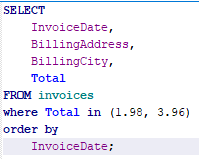 SELECT
    InvoiceDate,
    BillingAddress,
    BillingCity,
    Total
FROM invoices
where Total in (1.98, 3.96)
order by
    InvoiceDate;